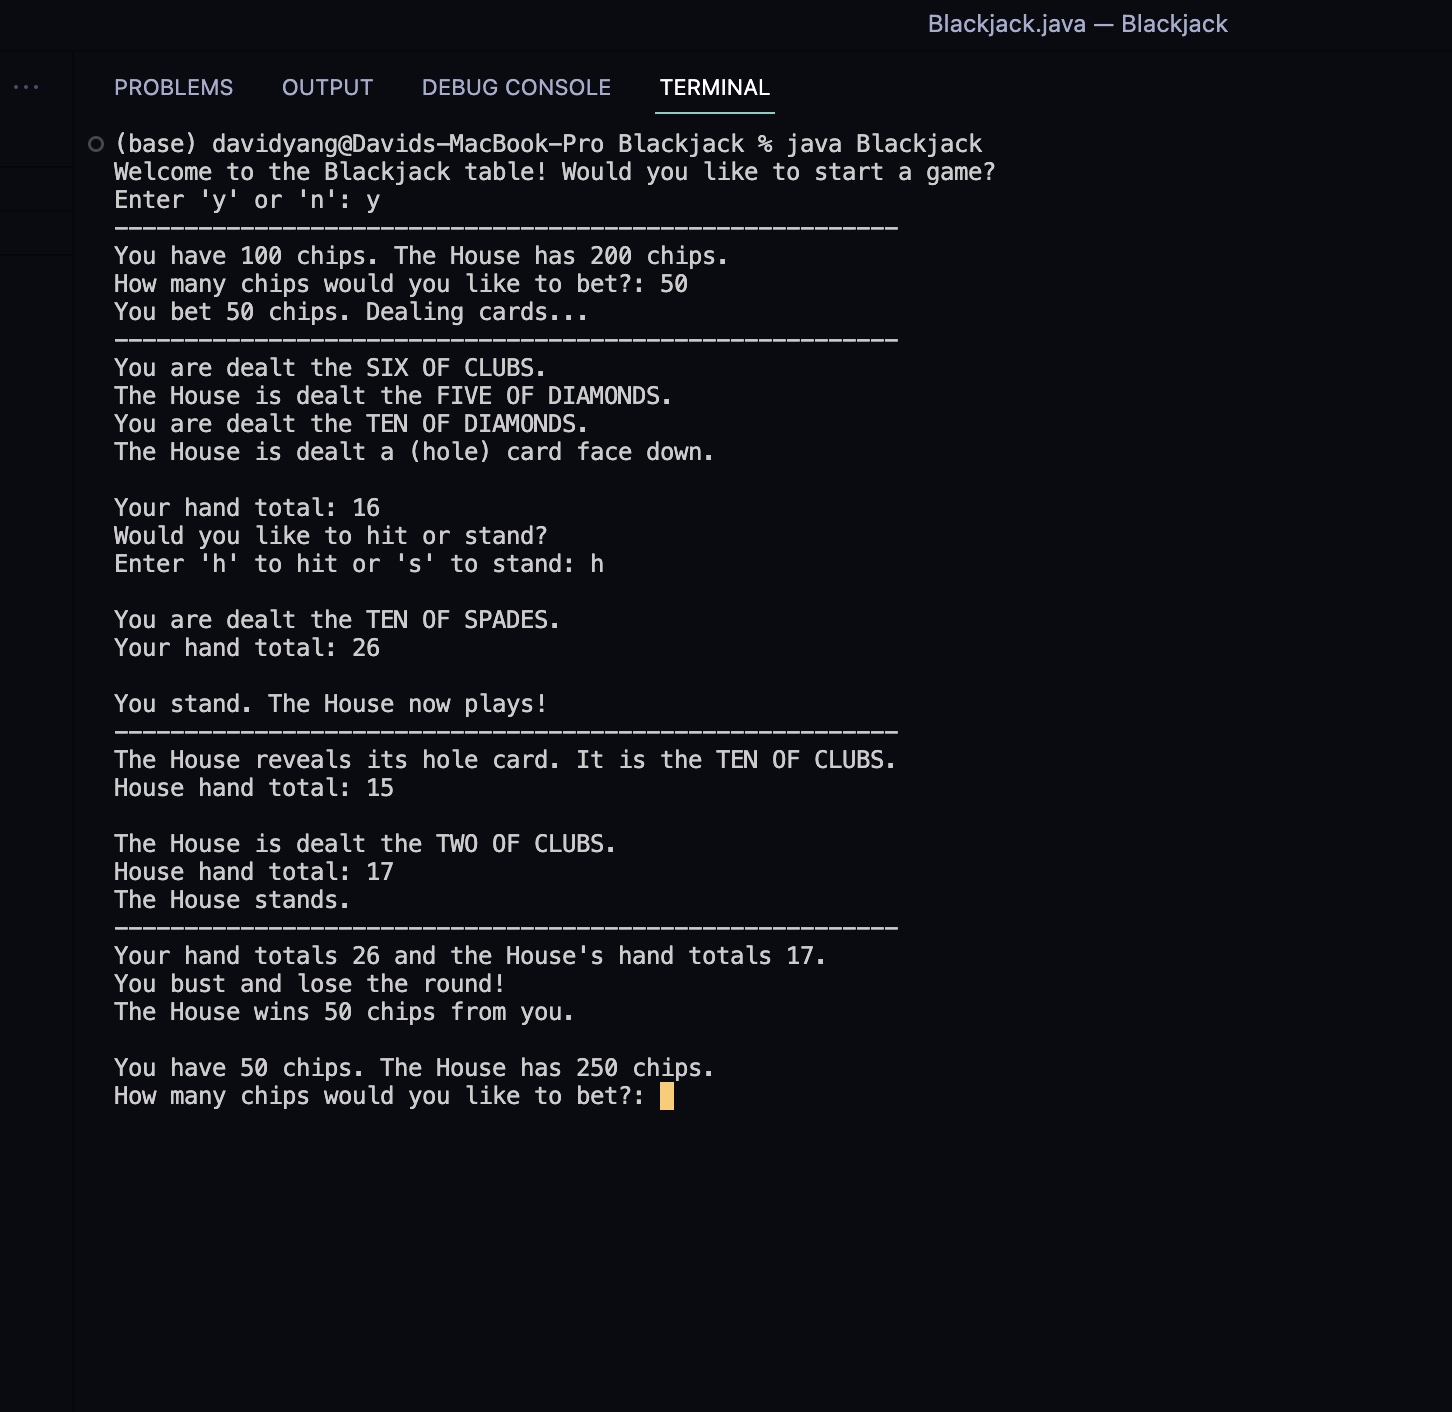 Blackjack.java — Blackjack
...
PROBLEMS OUTPUT DEBUG CONSOLE TERMINAL
(base) davidyang@Davids-MacBook-Pro Blackjack % java Blackjack
Welcome to the Blackjack table! Would you like to start a game?
Enter 'y' or 'n': y
--------------------------------------------------------
You have 100 chips. The House has 200 chips.
How many chips would you like to bet?: 50
You bet 50 chips. Dealing cards...
--------------------------------------------------------
You are dealt the SIX OF CLUBS.
The House is dealt the FIVE OF DIAMONDS.
You are dealt the TEN OF DIAMONDS.
The House is dealt a (hole) card face down.
Your hand total: 16
Would you like to hit or stand?
Enter 'h' to hit or 's' to stand: h
You are dealt the TEN OF SPADES.
Your hand total: 26
You stand. The House now plays!
--------------------------------------------------------
The House reveals its hole card. It is the TEN OF CLUBS.
House hand total: 15
The House is dealt the TWO OF CLUBS.
House hand total: 17
The House stands.
--------------------------------------------------------
Your hand totals 26 and the House's hand totals 17.
You bust and lose the round!
The House wins 50 chips from you.
You have 50 chips. The House has 250 chips.
How many chips would you like to bet?: